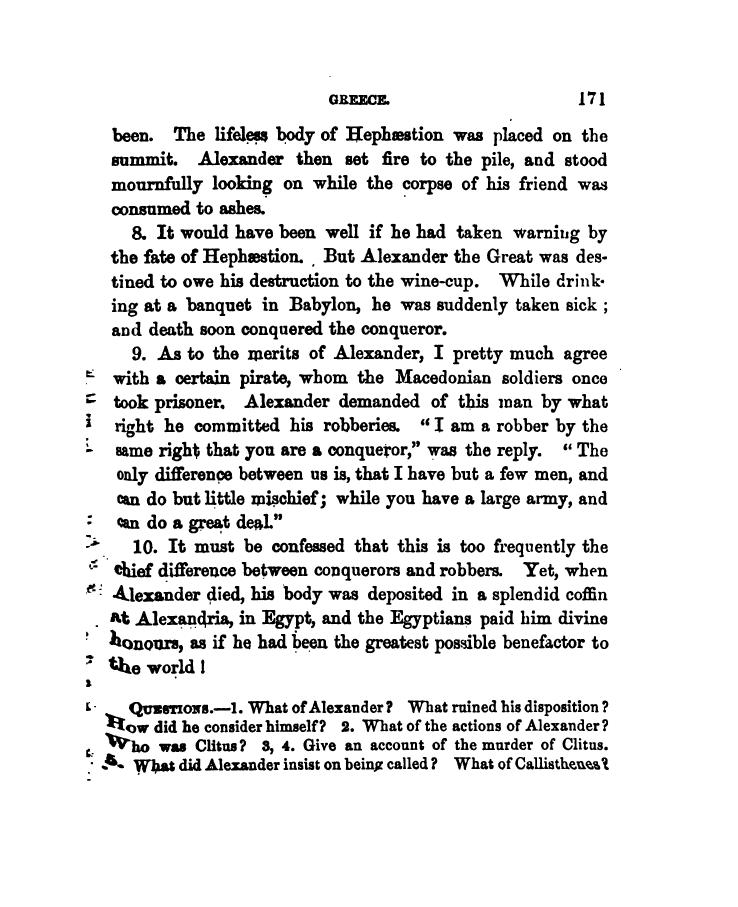 GREECE. 171
been. The lifeless body of Hephæstion was placed on the
summit. Alexander then set fire to the pile, and stood
mournfully looking on while the corpse of his friend was
consumed to ashes.
8. It would have been well if he had taken warning by
the fate of Hephæstion. But Alexander the Great was des-
tined to owe his destruction to the wine-cup. While drink-
ing at a banquet in Babylon, he was suddenly taken sick;
and death soon conquered the conqueror.
9. As to the merits of Alexander, I pretty much agree
with a certain pirate, whom the Macedonian soldiers once
took prisoner. Alexander demanded of this man by what
right he committed his robberies. "I am a robber by the
same right that you are a conqueror," was the reply. "The
only difference between us is, that I have but a few men, and
can do but little mischief; while you have a large army, and
can do a great deal."
10. It must be confessed that this is too frequently the
chief difference between conquerors and robbers. Yet, when
Alexander died, his body was deposited in a splendid coffin
at Alexandria, in Egypt, and the Egyptians paid him divine
honours, as if he had been the greatest possible benefactor to
the world!
QUESTIONS.—1. What of Alexander? What ruined his disposition?
How did he consider himself? 2. What of the actions of Alexander?
Who was Clitus? 3, 4. Give an account of the murder of Clitus.
5. What did Alexander insist on being called? What of Callisthenes?